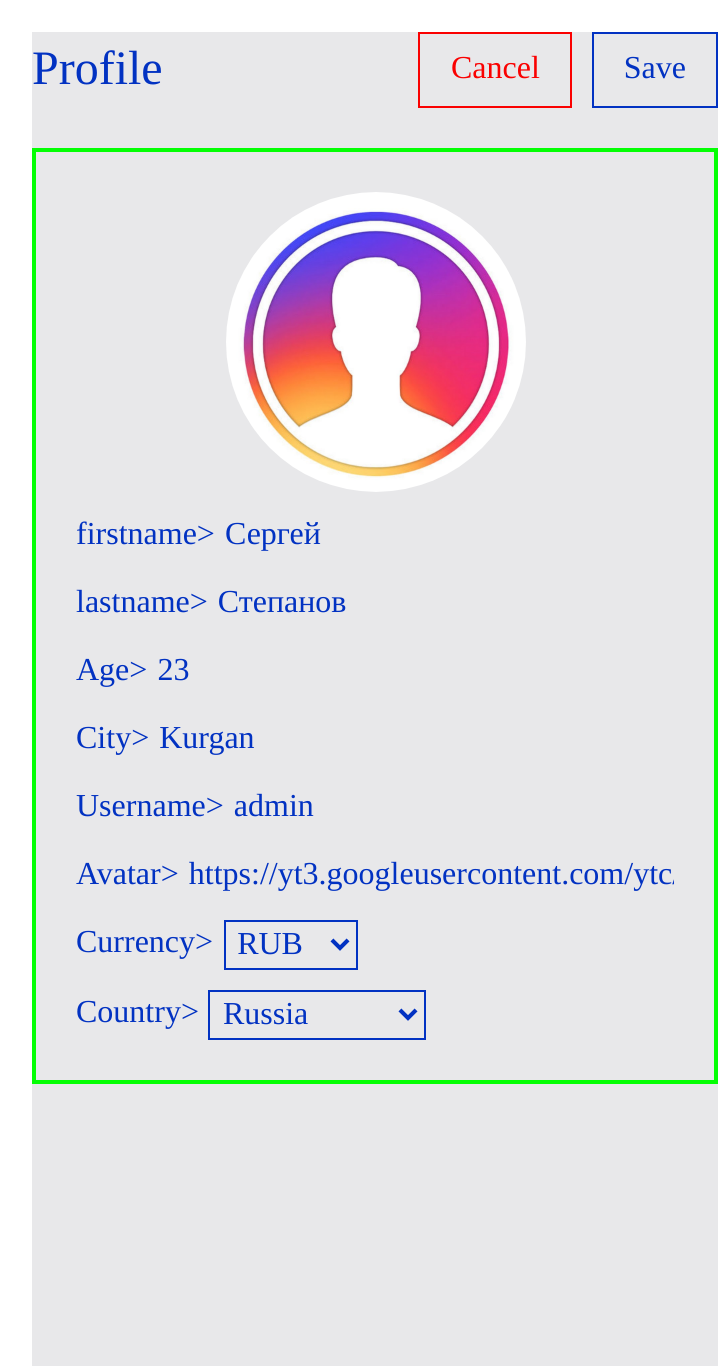 Profile
Cancel
Save
firstname> Сергей
lastname> Степанов
Age> 23
City> Kurgan
Username> admin
Avatar> https://yt3.googleusercontent.com/ytc
Currency> RUB
Country> Russia